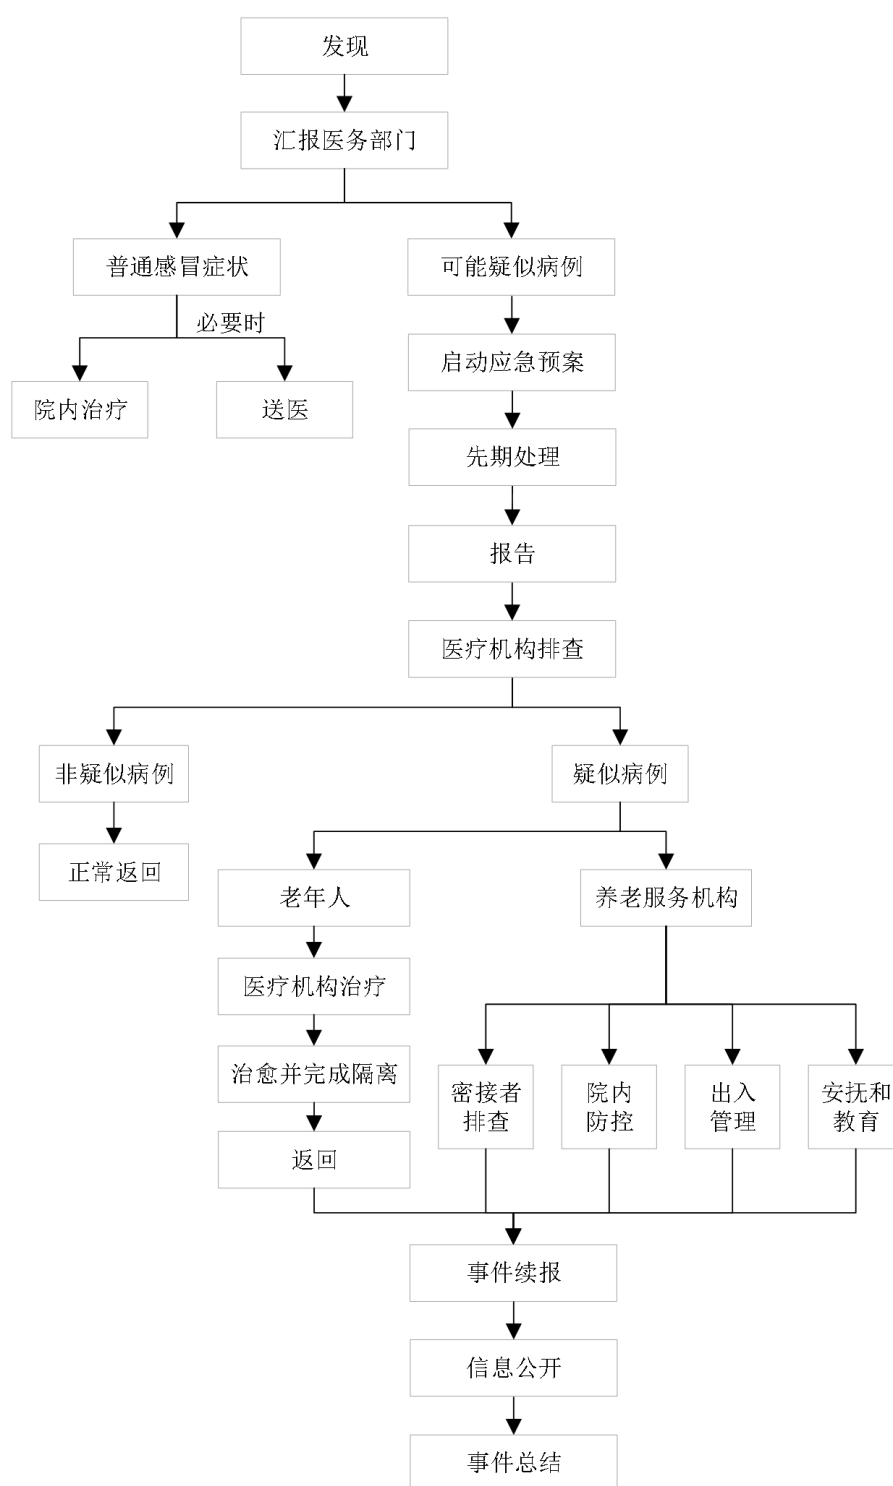 发现
汇报医务部门
普通感冒症状
可能疑似病例
必要时
启动应急预案
院内治疗
送医
先期处理
报告
医疗机构排查
非疑似病例
疑似病例
正常返回
老年人
养老服务机构
医疗机构治疗
治愈并完成隔离
密接者
排查
院内
防控
出入
管理
安抚和
教育
返回
事件续报
信息公开
事件总结